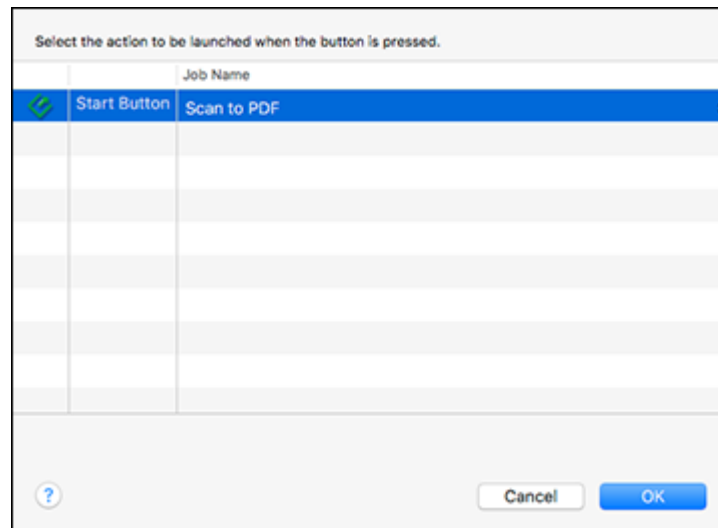 Select the action to be launched when the button is pressed.
Job Name
Start Button Scan to PDF
?
Cancel OK